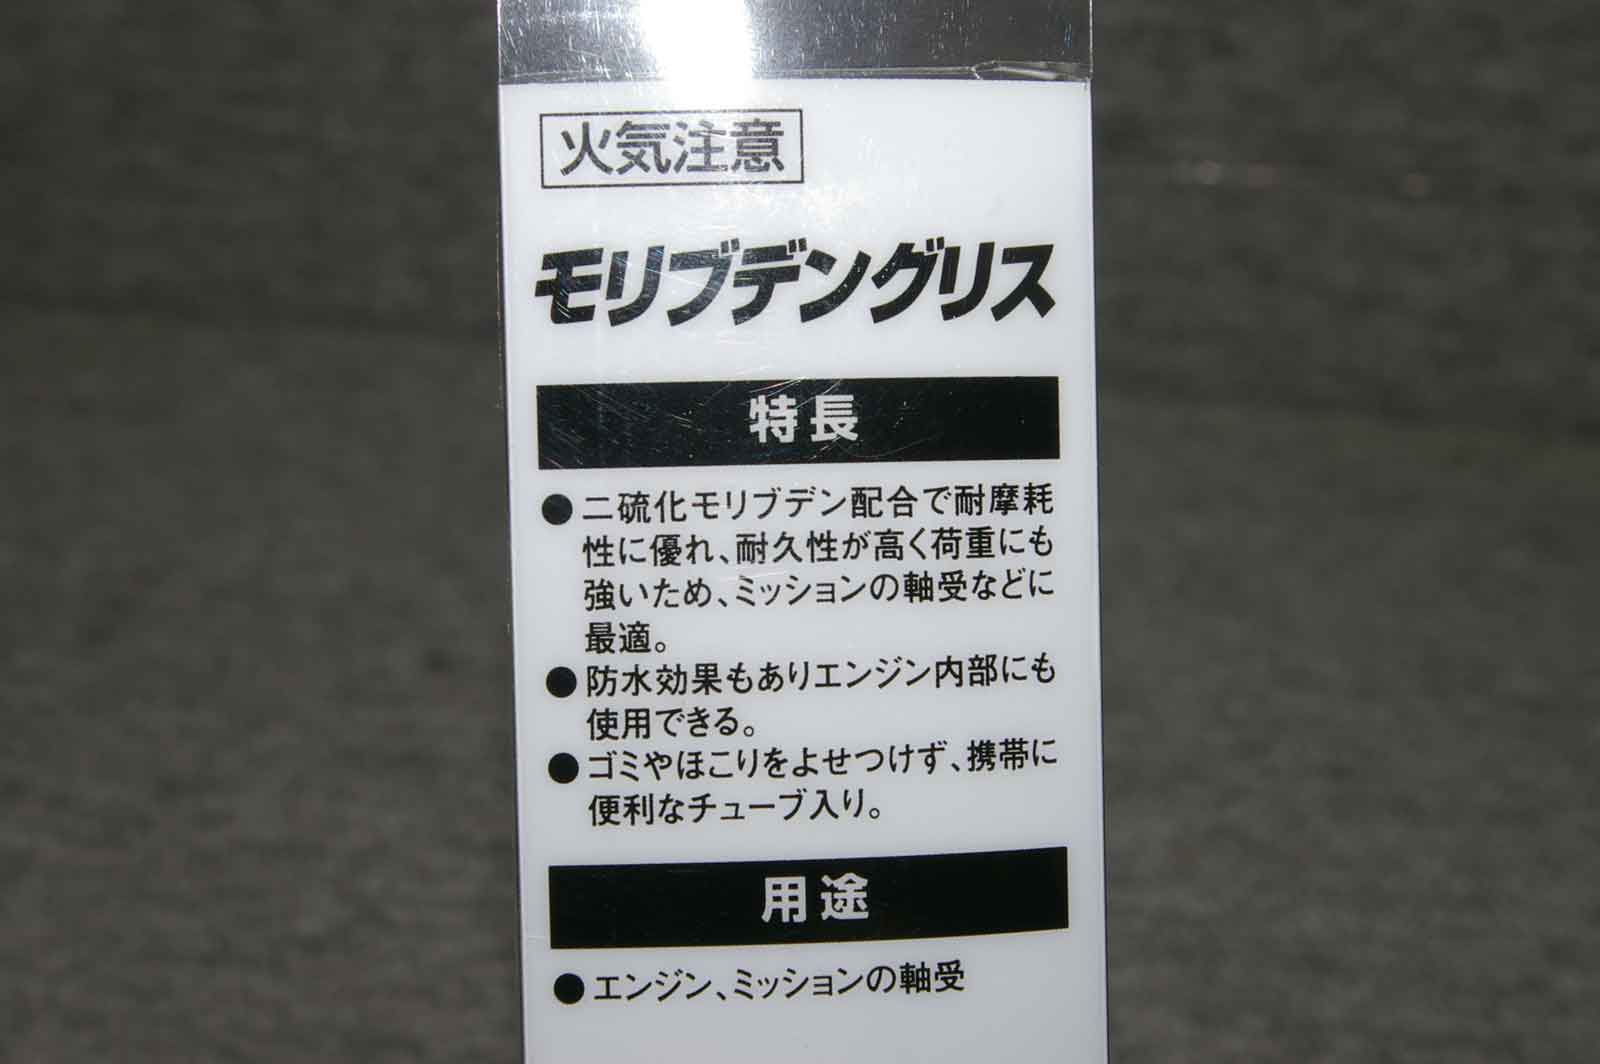 火気注意
モリブデングリス
特長
●二硫化モリブデン配合で耐摩耗
性に優れ、耐久性が高く荷重にも
強いため、ミッションの軸受などに
最適。
●防水効果もありエンジン内部にも
使用できる。
●ゴミやほこりをよせつけず、携帯に
便利なチューブ入り。
用途
●エンジン、ミッションの軸受